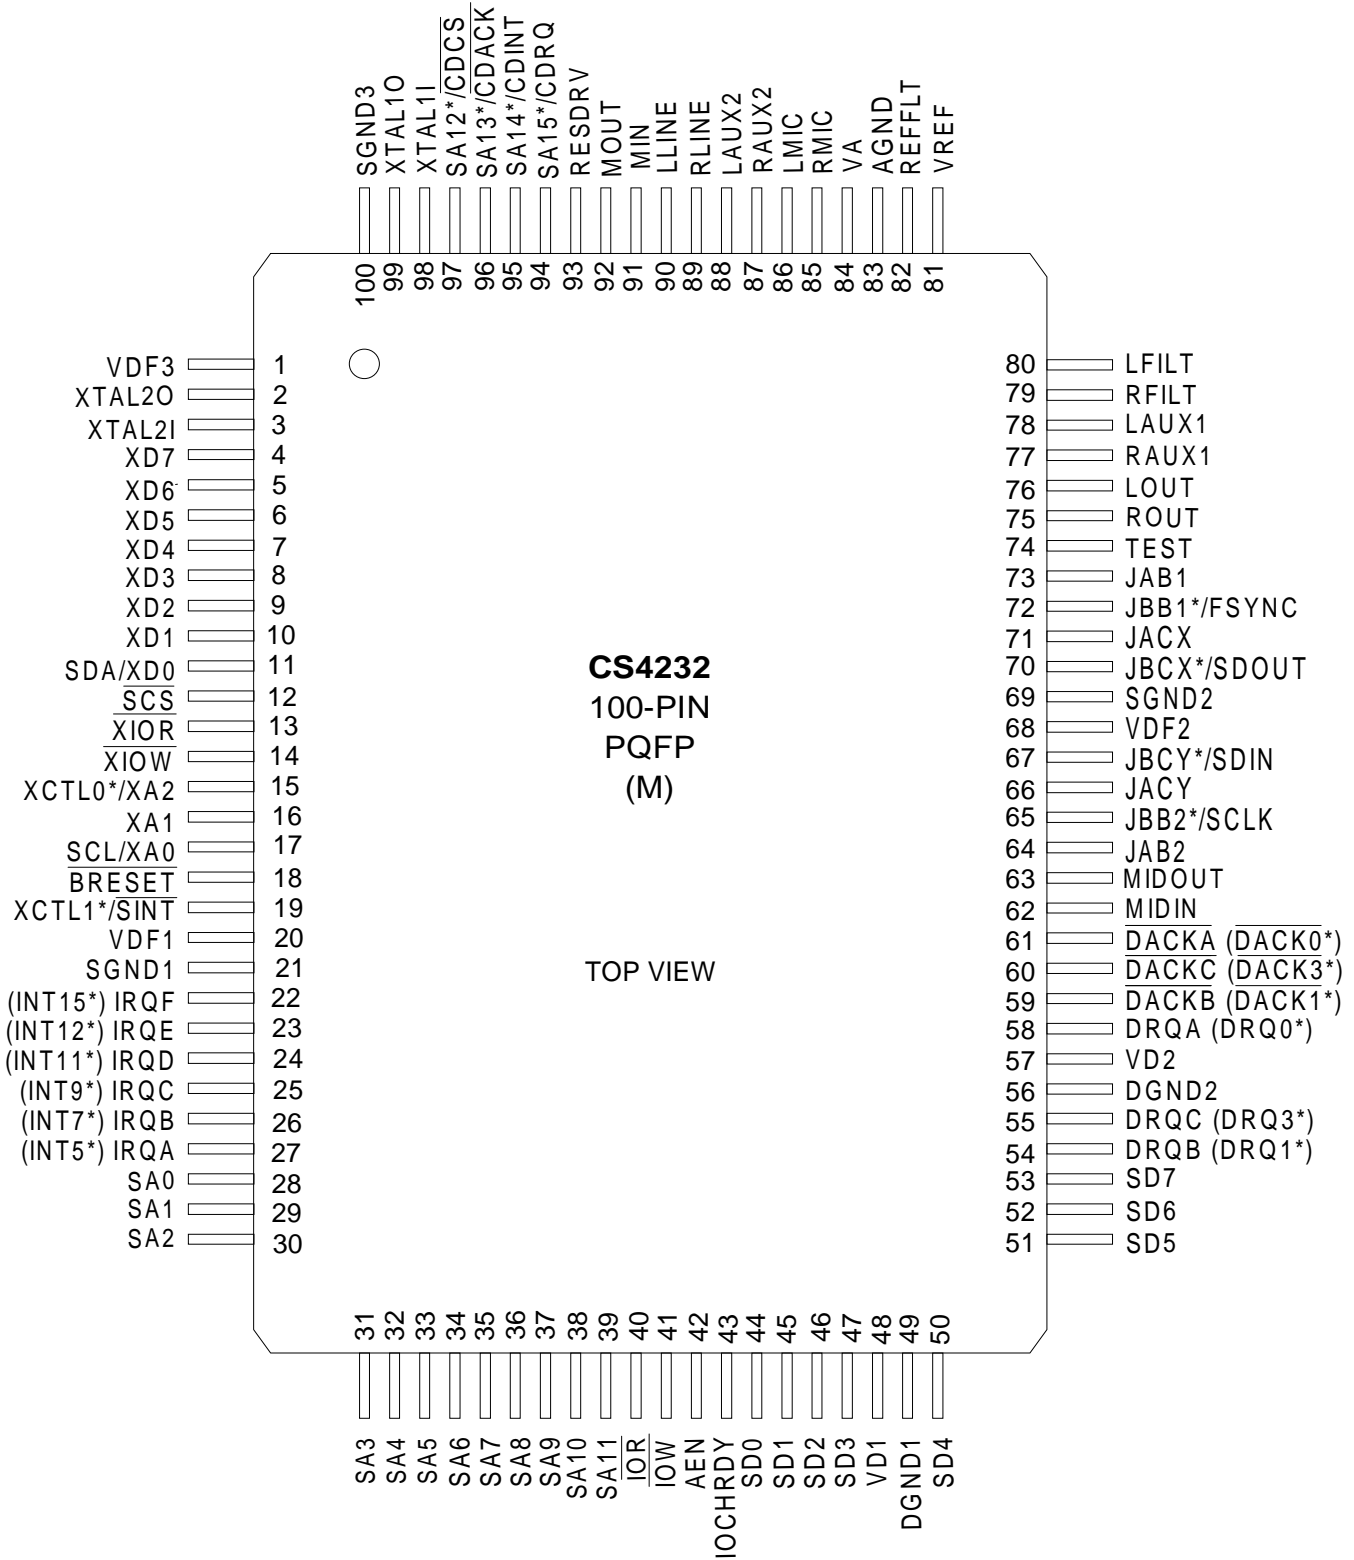 SGND3
XTAL1O
XTAL1I
SA12*/CDCS
SA13*/CDACK
SA14*/CDINT
SA15*/CDRQ
RESDRV
MOUT
MIN
LLINE
RLINE
LAUX2
RAUX2
LMIC
RMIC
VA
AGND
REFFLT
VREF
100
99
98
97
96
95
94
93
92
91
90
89
88
87
86
85
84
83
82
81
VDF3 1
XTAL2O 2
XTAL2I 3
XD7 4
XD6 5
XD5 6
XD4 7
XD3 8
XD2 9
XD1 10
SDA/XD0 11
SCS 12
XIOR 13
XIOW 14
XCTL0*/XA2 15
XA1 16
SCL/XA0 17
BRESET 18
XCTL1*/SINT 19
VDF1 20
SGND1 21
(INT15*) IRQF 22
(INT12*) IRQE 23
(INT11*) IRQD 24
(INT9*) IRQC 25
(INT7*) IRQB 26
(INT5*) IRQA 27
SA0 28
SA1 29
SA2 30
CS4232
100-PIN
PQFP
(M)
TOP VIEW
80 LFILT
79 RFILT
78 LAUX1
77 RAUX1
76 LOUT
75 ROUT
74 TEST
73 JAB1
72 JBB1*/FSYNC
71 JACX
70 JBCX*/SDOUT
69 SGND2
68 VDF2
67 JBCY*/SDIN
66 JACY
65 JBB2*/SCLK
64 JAB2
63 MIDOUT
62 MIDIN
61 DACKA (DACK0*)
60 DACKC (DACK3*)
59 DACKB (DACK1*)
58 DRQA (DRQ0*)
57 VD2
56 DGND2
55 DRQC (DRQ3*)
54 DRQB (DRQ1*)
53 SD7
52 SD6
51 SD5
31
32
33
34
35
36
37
38
39
40
41
42
43
44
45
46
47
48
49
50
SA3
SA4
SA5
SA6
SA7
SA8
SA9
SA10
SA11
IOR
IOW
AEN
IOCHRDY
SD0
SD1
SD2
SD3
VD1
DGND1
SD4